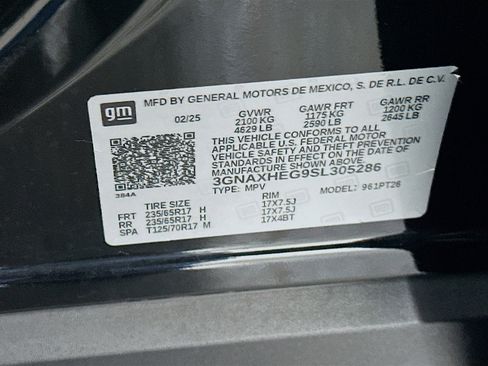 gm
MFD BY GENERAL MOTORS DE MEXICO, S. DE R.L. DE C.V.
02/25 GVWR GAWR FRT GAWR RR
2100 KG 1175 KG 1200 KG
4629 LB 2590 LB 2645 LB
THIS VEHICLE CONFORMS TO ALL APPLICABLE
U.S. FEDERAL MOTOR VEHICLE SAFETY, BUMPER, AND
THEFT PREVENTION STANDARDS IN EFFECT ON THE DATE OF
MANUFACTURE SHOWN ABOVE.
3GNAXHEG9SL305286
TYPE: MPV MODEL: 961PT26
384A
TIRE SIZE RIM
FRT 235/65R17 H 17X7.5J
RR 235/65R17 H 17X7.5J
SPA T125/70R17 M 17X4BT